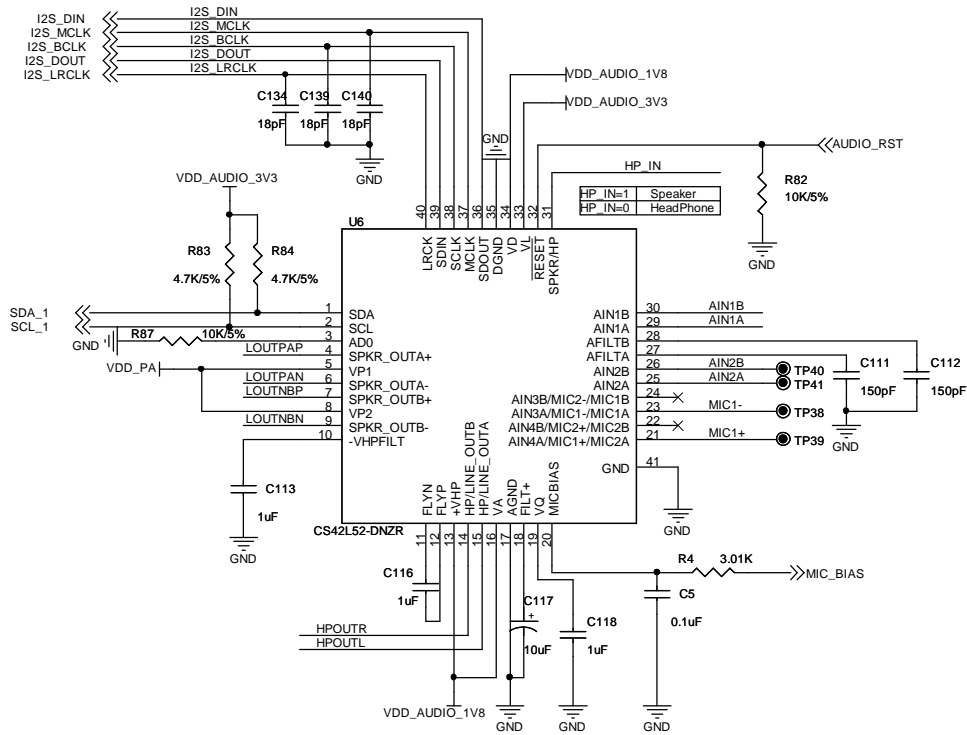 I2S_DIN
I2S_MCLK
I2S_BCLK
I2S_DOUT
I2S_LRCLK
I2S_DIN
I2S_MCLK
I2S_BCLK
I2S_DOUT
I2S_LRCLK
C134
18pF
C139
18pF
C140
18pF
GND
VDD_AUDIO_1V8
VDD_AUDIO_3V3
GND
AUDIO_RST
HP_IN
HP_IN=1 Speaker
HP_IN=0 HeadPhone
R82
10K/5%
GND
VDD_AUDIO_3V3
R83
4.7K/5%
R84
4.7K/5%
U6
40 39 38 37 36 35 34 33 32 31
LRCK SDIN SCLK MCLK SDOUT DGND VD VL RESET SPKR/HP
SDA_1
SCL_1
GND
R87 10K/5%
LOUTPAP
VDD_PA
LOUTPAN
LOUTNBP
LOUTNBN
1 SDA
2 SCL
3 AD0
4 SPKR_OUTA+
5 VP1
6 SPKR_OUTA-
7 SPKR_OUTB+
8 VP2
9 SPKR_OUTB-
10 -VHPFILT
AIN1B 30 AIN1B
AIN1A 29 AIN1A
AFILTB 28
AFILTA 27
AIN2B 26 AIN2B TP40
AIN2A 25 AIN2A TP41
AIN3B/MIC2-/MIC1B 24
AIN3A/MIC1-/MIC1A 23 MIC1- TP38
AIN4B/MIC2+/MIC2B 22
AIN4A/MIC1+/MIC2A 21 MIC1+ TP39
GND 41
C111
150pF
C112
150pF
GND
GND
C113
1uF
GND
CS42L52-DNZR
FLYN FLYP +VHP HP/LINE_OUTB HP/LINE_OUTA VA AGND FILT+ VQ MICBIAS
11 12 13 14 15 16 17 18 19 20
C116
1uF
HPOUTR
HPOUTL
VDD_AUDIO_1V8
C117
+
10uF
GND
C118
1uF
GND
R4 3.01K
MIC_BIAS
C5
0.1uF
GND